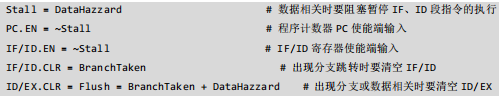 Stall = DataHazzard # 数据相关时要阻塞暂停 IF、ID 段指令的执行
PC.EN = ~Stall # 程序计数器 PC 使能端输入
IF/ID.EN = ~Stall # IF/ID 寄存器使能端输入
IF/ID.CLR = BranchTaken # 出现分支跳转时要清空 IF/ID
ID/EX.CLR = Flush = BranchTaken + DataHazzard # 出现分支或数据相关时要清空 ID/EX